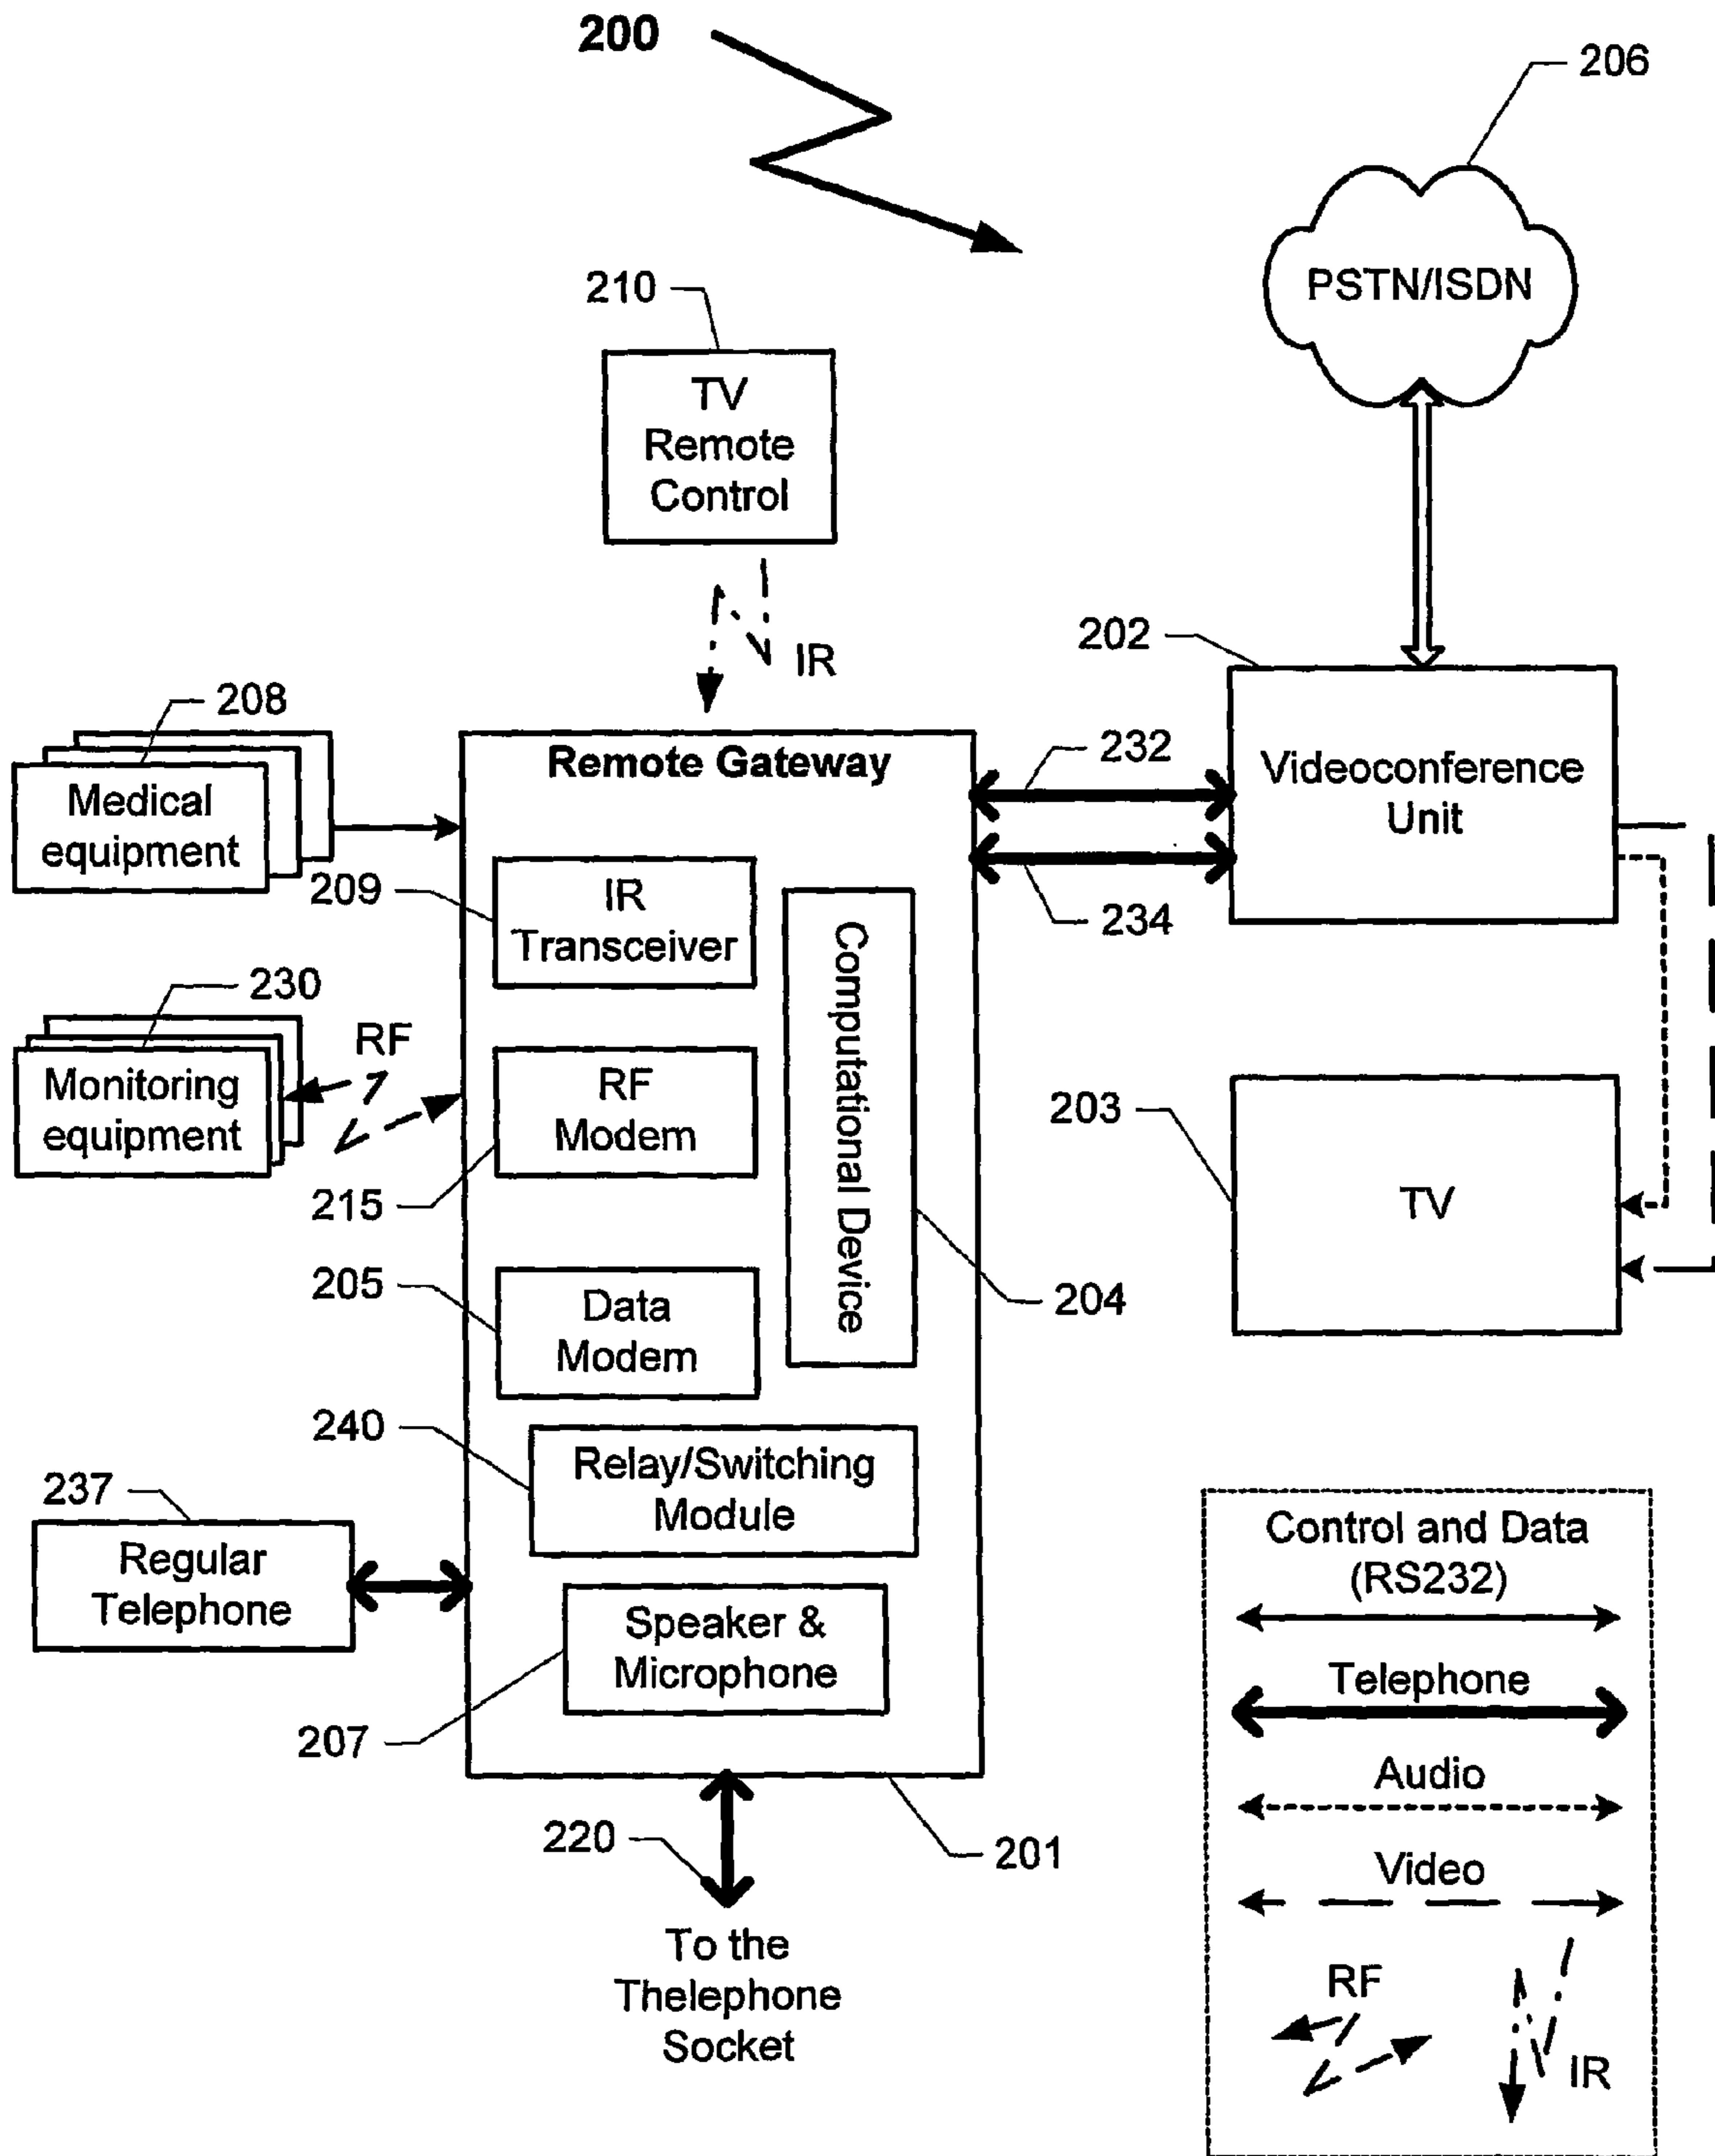 200
206
PSTN/ISDN
210
TV
Remote
Control
IR
202
208
Medical
equipment
Remote Gateway
232
Videoconference
Unit
209
IR
Transceiver
234
Computational Device
230
RF
Monitoring
equipment
RF
Modem
203
TV
215
205
Data
Modem
204
240
Relay/Switching
Module
237
Regular
Telephone
Speaker &
Microphone
207
220
201
To the
Thelephone
Socket
Control and Data
(RS232)
Telephone
Audio
Video
RF
IR